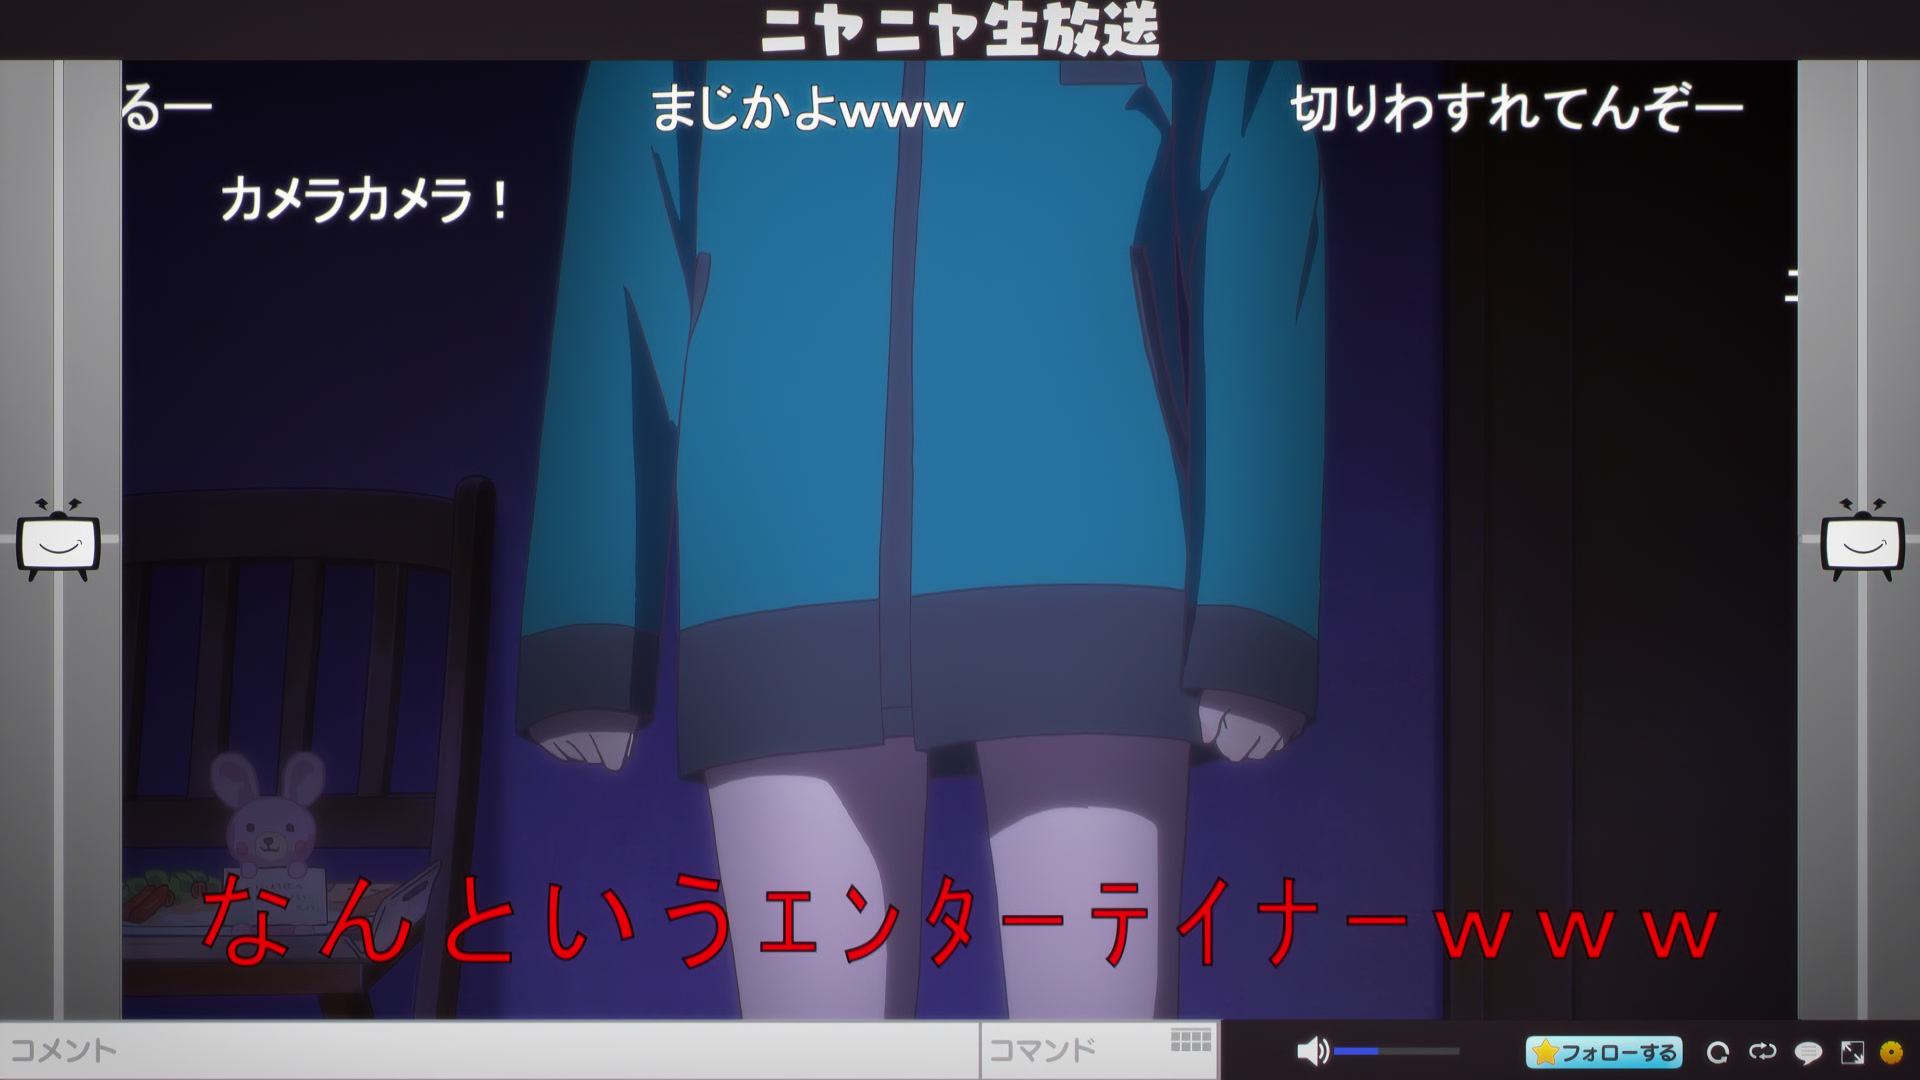 ニヤニヤ生放送
るー
まじかよwww
切りわすれてんぞー
カメラカメラ！
なんというエンターテイナーｗｗｗ
コメント
コマンド
フォローする